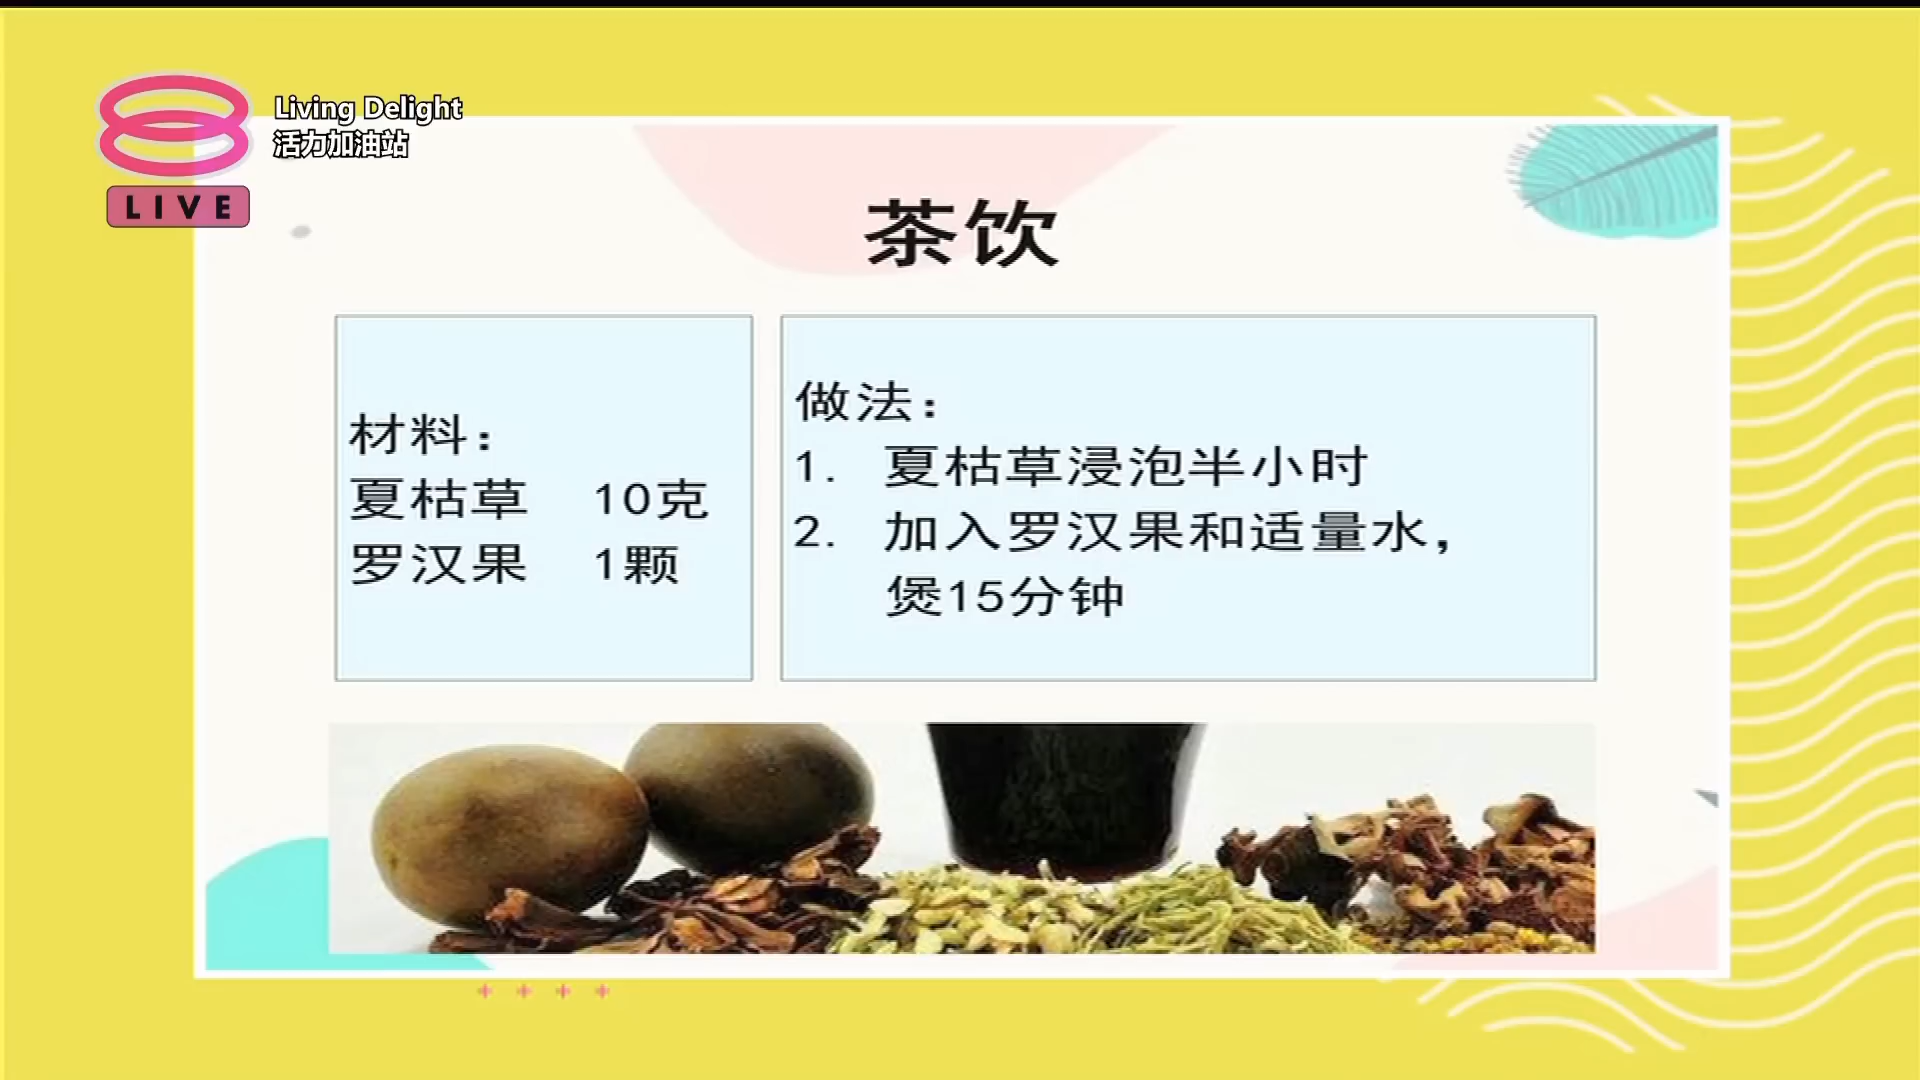 Living Delight
活力加油站
LIVE
茶饮
材料：
夏枯草 10克
罗汉果 1颗
做法：
1. 夏枯草浸泡半小时
2. 加入罗汉果和适量水，
煲15分钟